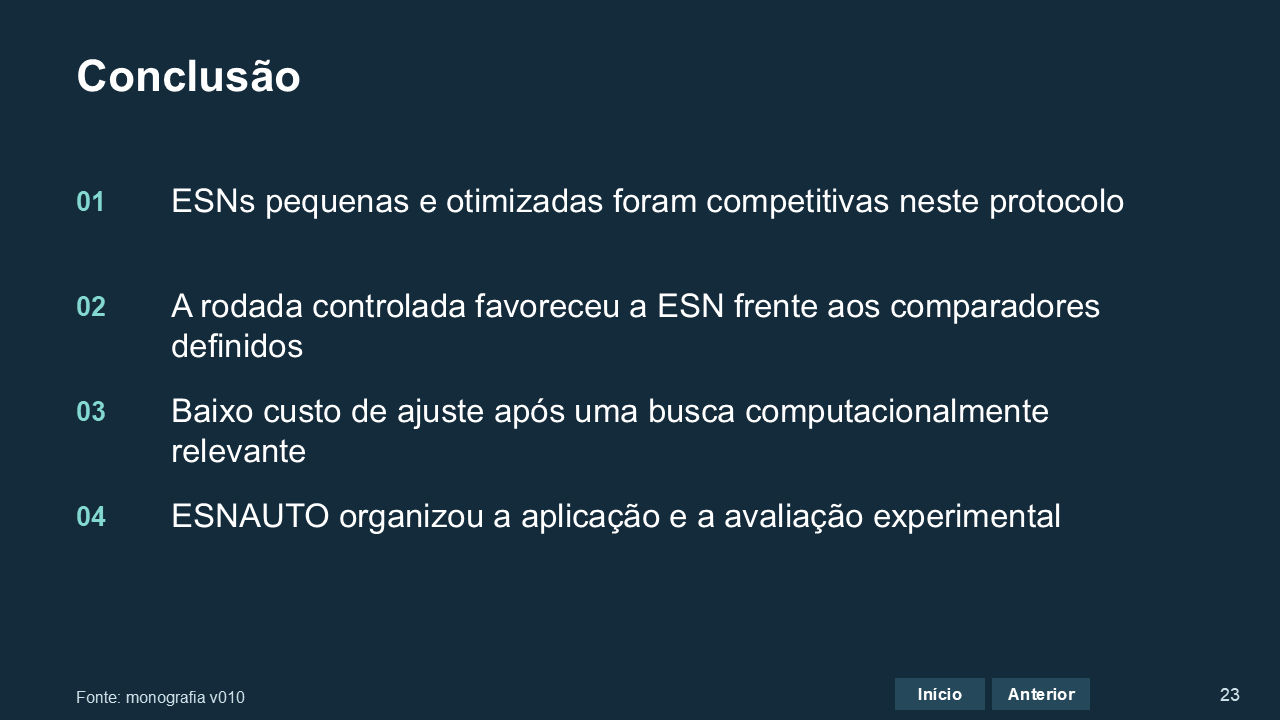 Conclusão
01 ESNs pequenas e otimizadas foram competitivas neste protocolo
02 A rodada controlada favoreceu a ESN frente aos comparadores
definidos
03 Baixo custo de ajuste após uma busca computacionalmente
relevante
04 ESNAUTO organizou a aplicação e a avaliação experimental
Fonte: monografia v010
Início Anterior 23